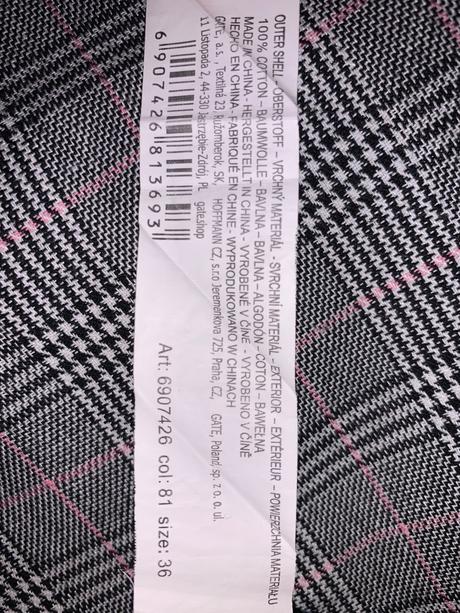 OUTER SHELL - OBERSTOFF - VRCHNÝ MATERIÁL - SVRCHNÍ MATERIÁL - EXTERIOR - EXTÉRIEUR - POWIERZCHNIA MATERIAŁU
100% COTTON - BAUMWOLLE - BAVLNA - BAVLNA - ALGODÓN - COTON - BAWEŁNA
MADE IN CHINA - HERGESTELLT IN CHINA - VYROBENÉ V ČÍNE - VYROBENO V ČÍNĚ
HECHO EN CHINA - FABRIQUÉ EN CHINE - WYPRODUKOWANO W CHINACH
GATE, a.s., Textilná 23 Ružomberok, SK, HOFFMANN CZ, s.r.o Jeremenkova 725, Praha, CZ, GATE, Poland sp. z o. o. ul.
11 Listopada 2, 44-330 Jastrzębie-Zdrój, PL gate.shop
6907426813693
Art: 6907426 col: 81 size: 36